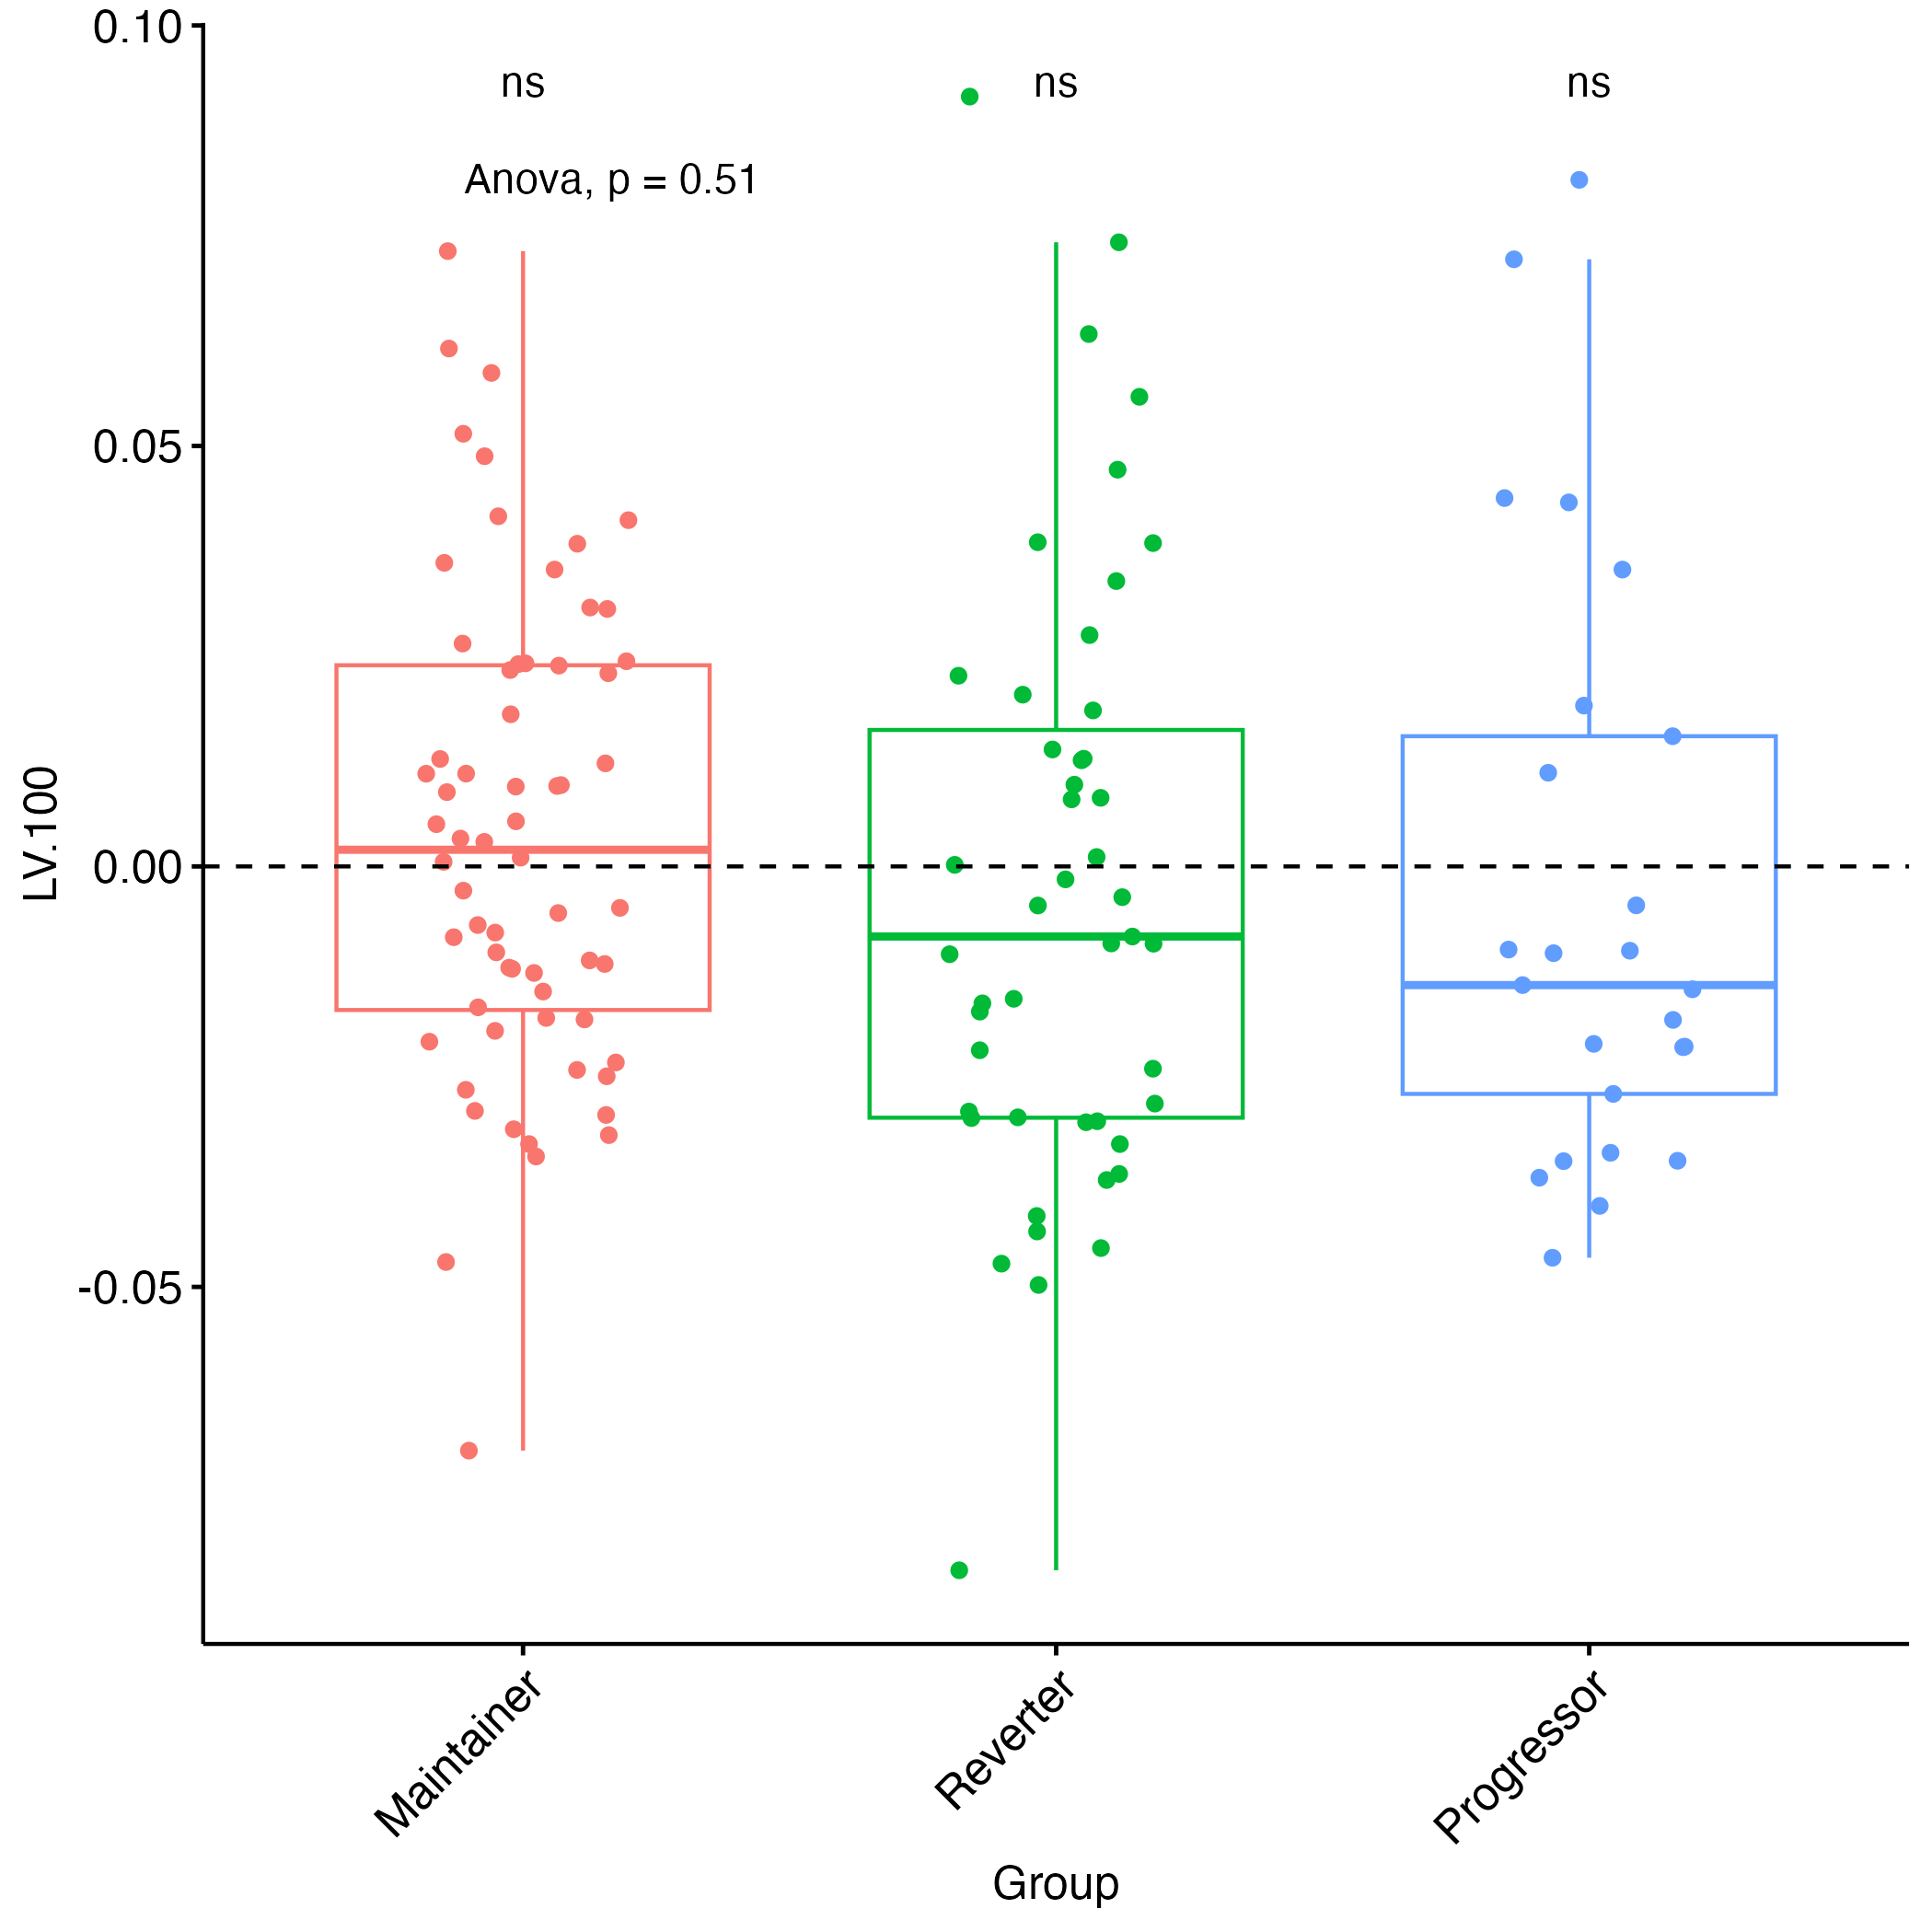 0.10
ns
ns
ns
Anova, p = 0.51
0.05
LV.100
0.00
-0.05
Maintainer
Reverter
Progressor
Group